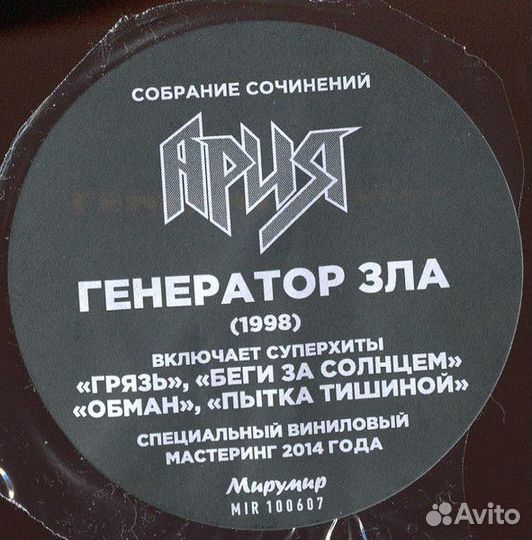 СОБРАНИЕ СОЧИНЕНИЙ
АРИЯ
ГЕНЕРАТОР ЗЛА
(1998)
ВКЛЮЧАЕТ СУПЕРХИТЫ
«ГРЯЗЬ», «БЕГИ ЗА СОЛНЦЕМ»
«ОБМАН», «ПЫТКА ТИШИНОЙ»
СПЕЦИАЛЬНЫЙ ВИНИЛОВЫЙ
МАСТЕРИНГ 2014 ГОДА
Мирумир
MIR 100607
Avito